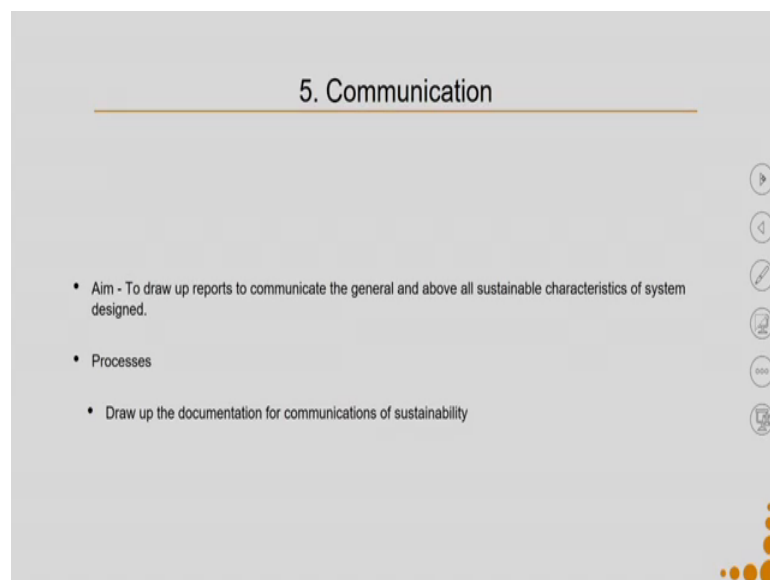 5. Communication
• Aim - To draw up reports to communicate the general and above all sustainable characteristics of system
designed.
• Processes
• Draw up the documentation for communications of sustainability